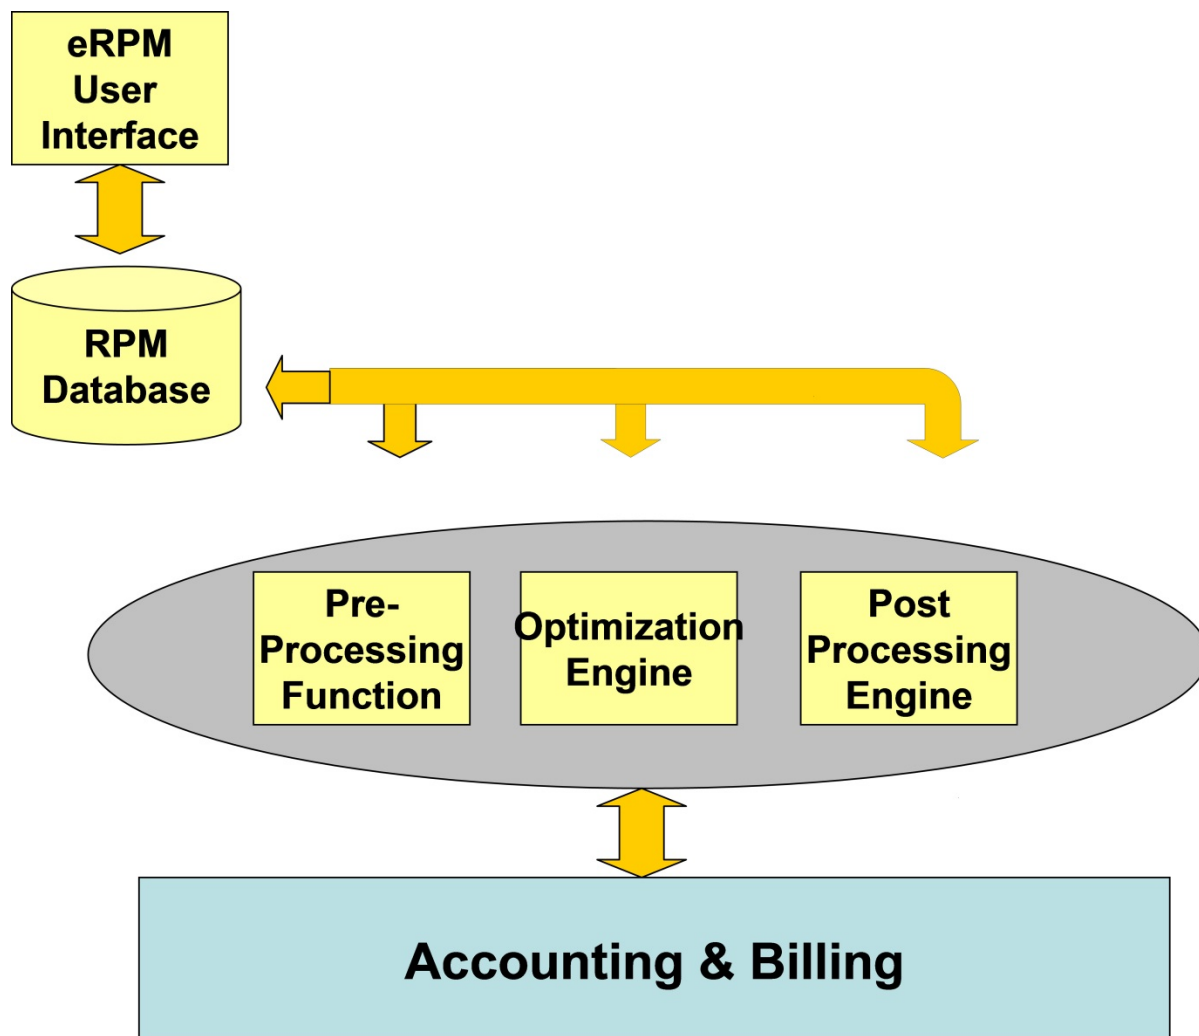 eRPM
User
Interface
RPM
Database
Pre-
Processing
Function
Optimization
Engine
Post
Processing
Engine
Accounting & Billing